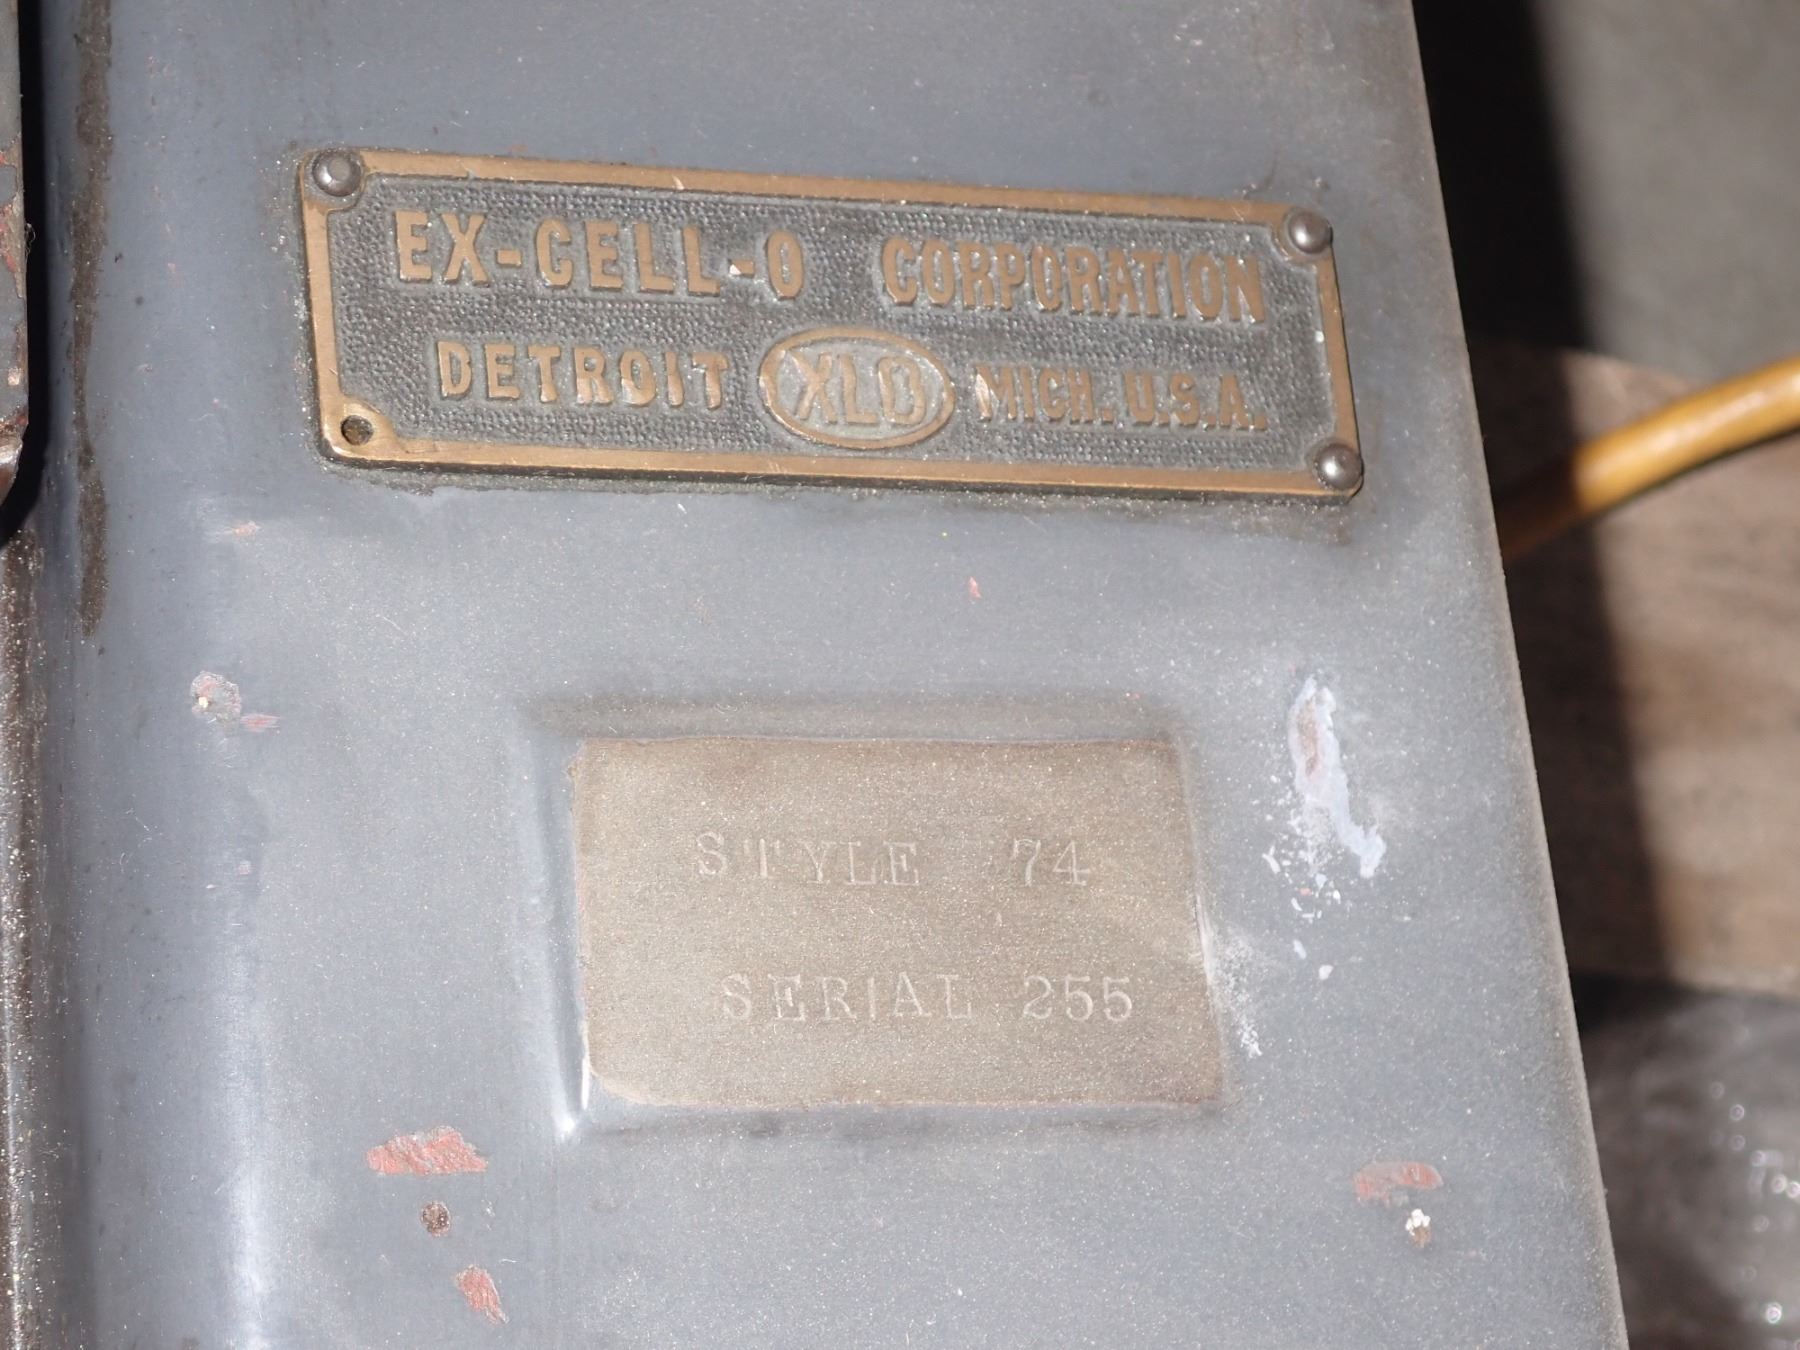 EX-CELL-O CORPORATION
DETROIT XLO MICH. U.S.A.
STYLE 74
SERIAL 255